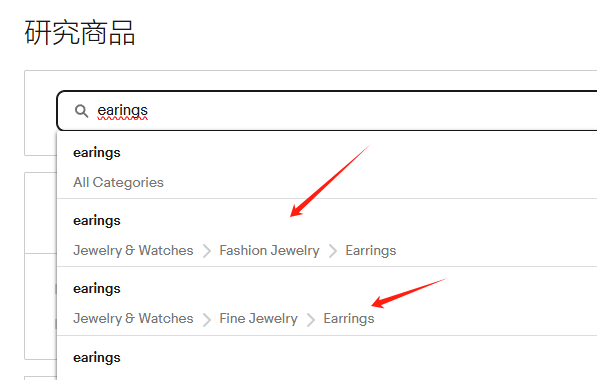 研究商品
earings
earings
All Categories
earings
Jewelry & Watches > Fashion Jewelry > Earrings
earings
Jewelry & Watches > Fine Jewelry > Earrings
earings